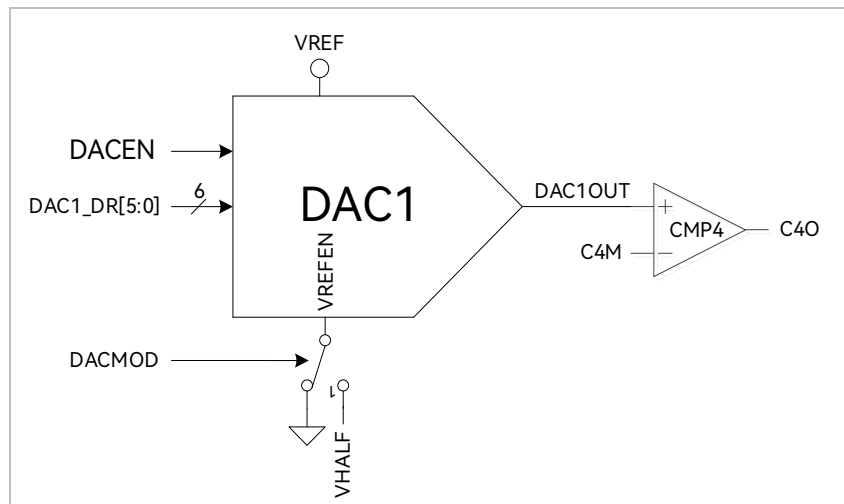 VREF
DACEN
DAC1_DR[5:0]
6
DAC1
VREFEN
DAC1OUT
+
CMP4
C4O
C4M
−
DACMOD
1
VHALF